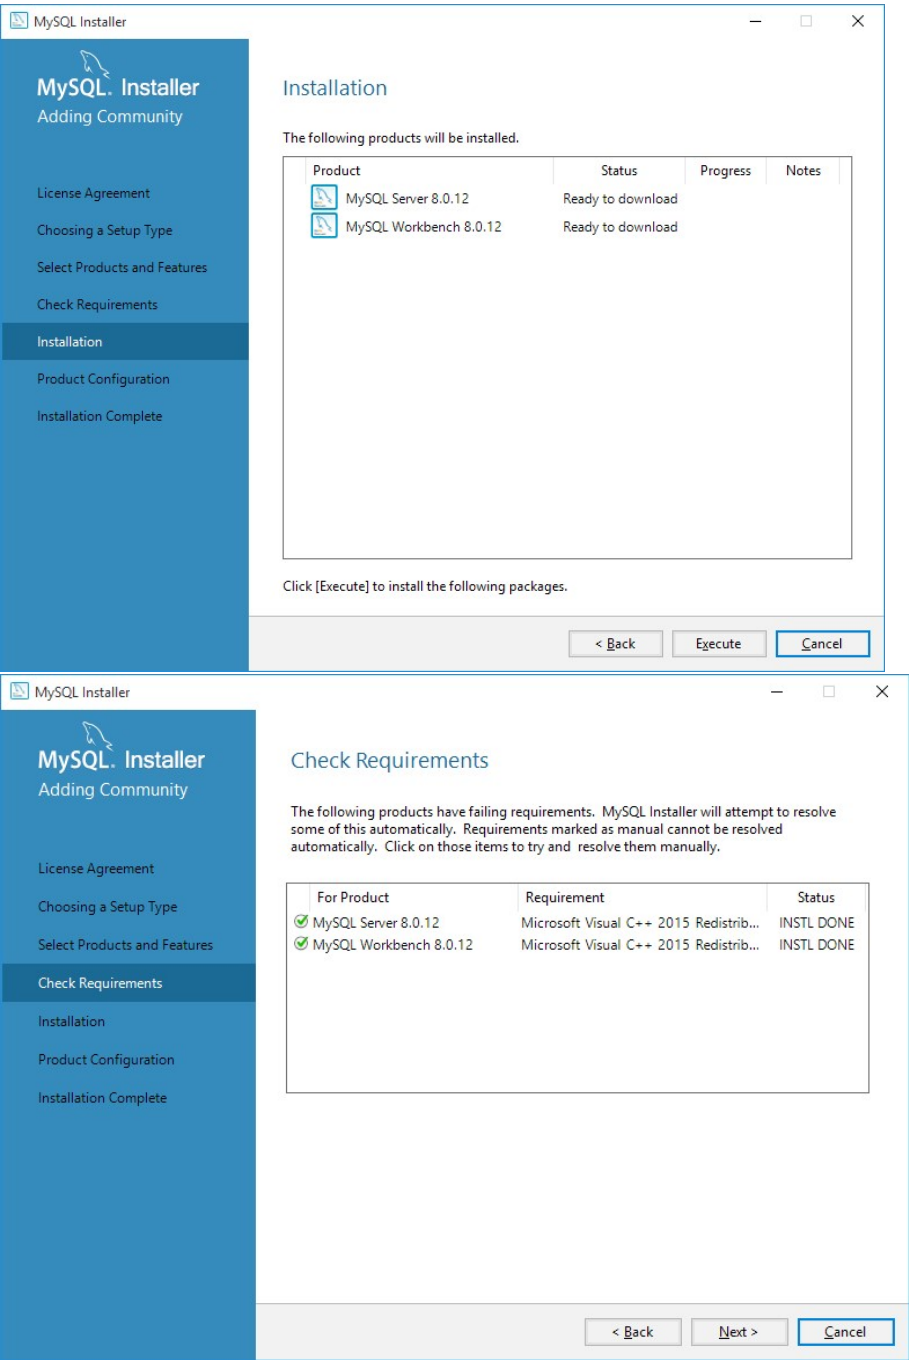 MySQL Installer
MySQL. Installer
Adding Community
License Agreement
Choosing a Setup Type
Select Products and Features
Check Requirements
Installation
Product Configuration
Installation Complete
Installation
The following products will be installed.
Product Status Progress Notes
MySQL Server 8.0.12 Ready to download
MySQL Workbench 8.0.12 Ready to download
Click [Execute] to install the following packages.
< Back Execute Cancel
MySQL Installer
MySQL. Installer
Adding Community
License Agreement
Choosing a Setup Type
Select Products and Features
Check Requirements
Installation
Product Configuration
Installation Complete
Check Requirements
The following products have failing requirements. MySQL Installer will attempt to resolve
some of this automatically. Requirements marked as manual cannot be resolved
automatically. Click on those items to try and resolve them manually.
For Product Requirement Status
MySQL Server 8.0.12 Microsoft Visual C++ 2015 Redistrib... INSTL DONE
MySQL Workbench 8.0.12 Microsoft Visual C++ 2015 Redistrib... INSTL DONE
< Back Next > Cancel